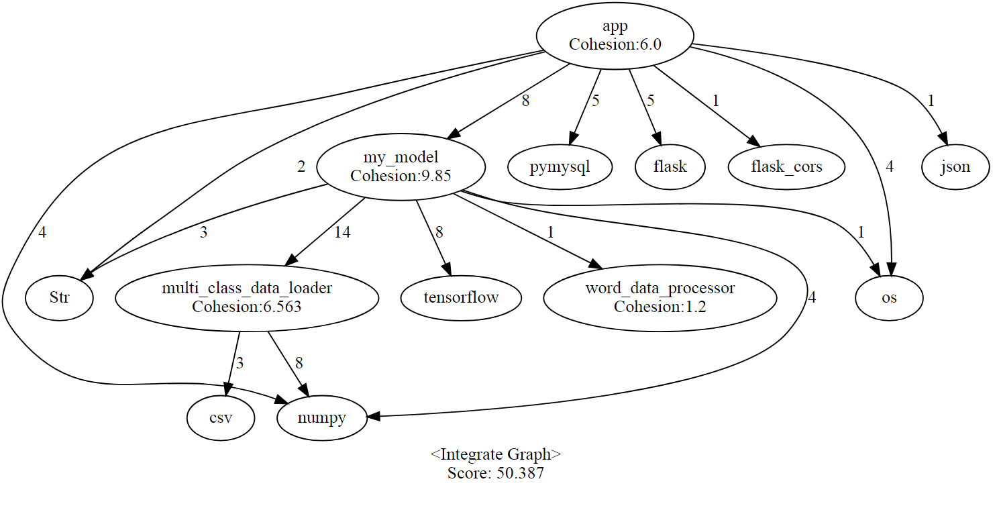 app
Cohesion:6.0
8
5
5
1
1
2
my_model
Cohesion:9.85
pymysql
flask
flask_cors
4
json
4
3
14
8
1
1
Str
multi_class_data_loader
Cohesion:6.563
tensorflow
word_data_processor
Cohesion:1.2
4
os
3
8
csv
numpy
<Integrate Graph>
Score: 50.387